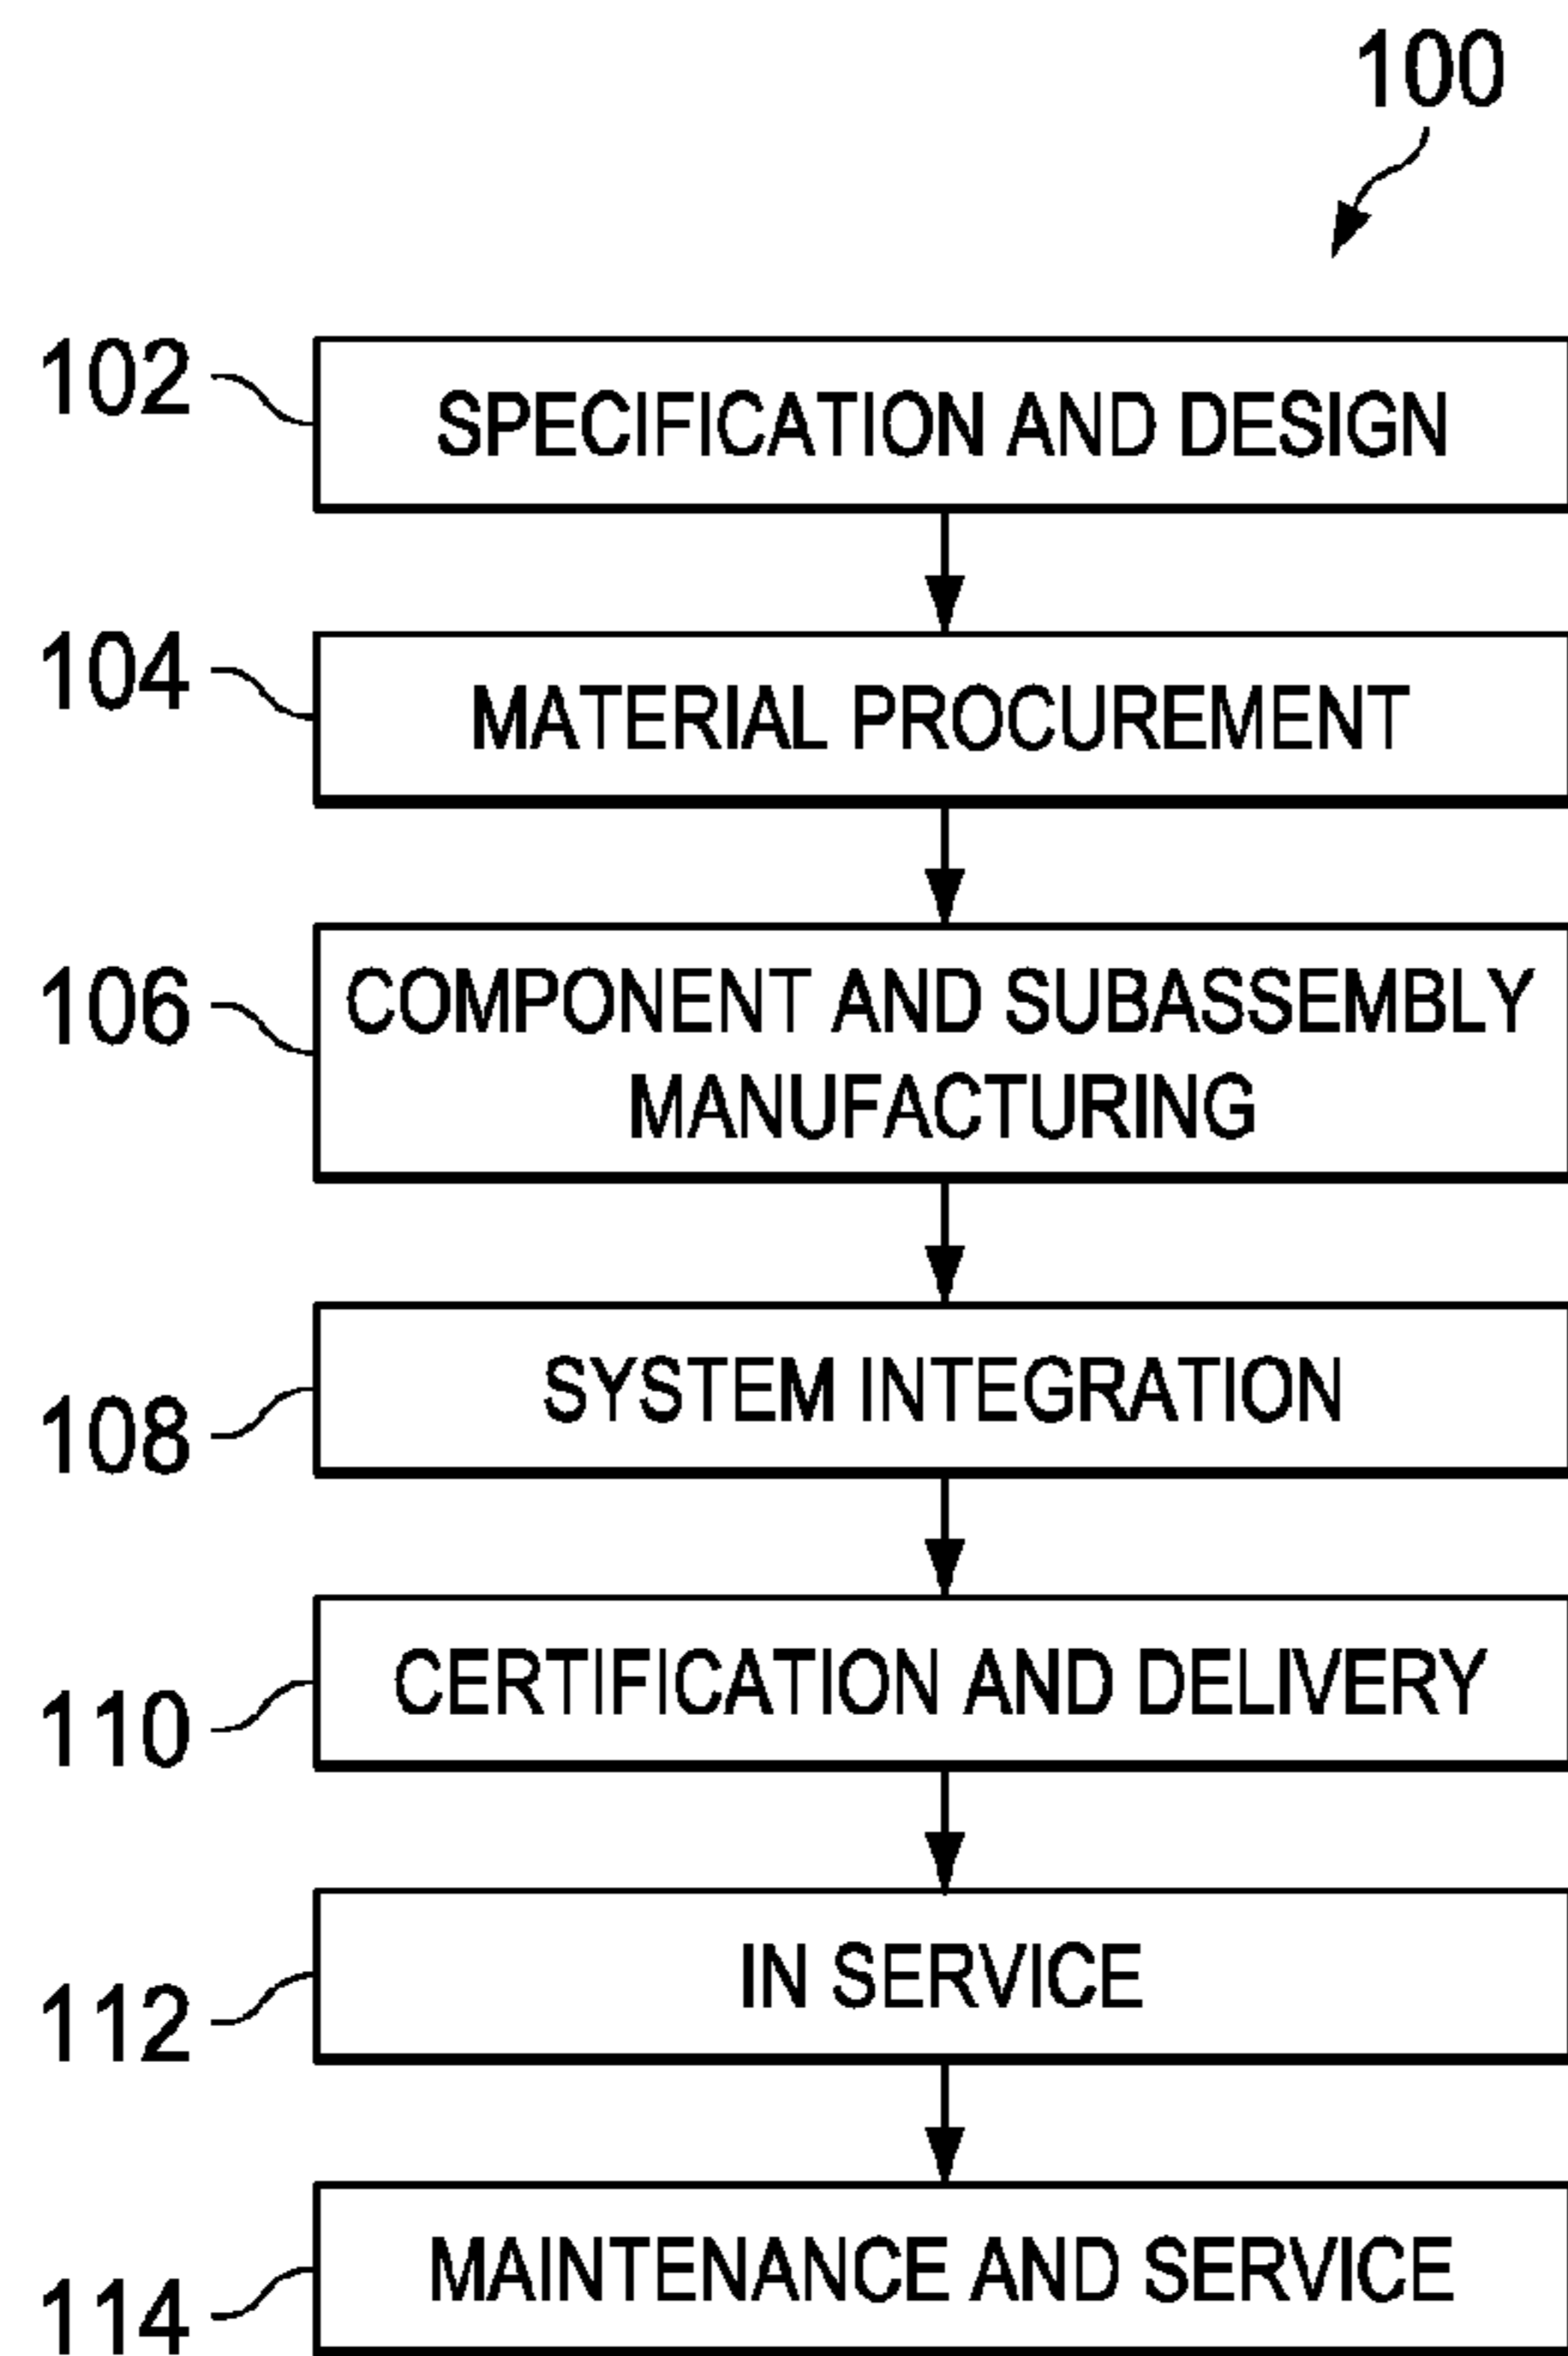 100
102
SPECIFICATION AND DESIGN
104
MATERIAL PROCUREMENT
106
COMPONENT AND SUBASSEMBLY
MANUFACTURING
108
SYSTEM INTEGRATION
110
CERTIFICATION AND DELIVERY
112
IN SERVICE
114
MAINTENANCE AND SERVICE